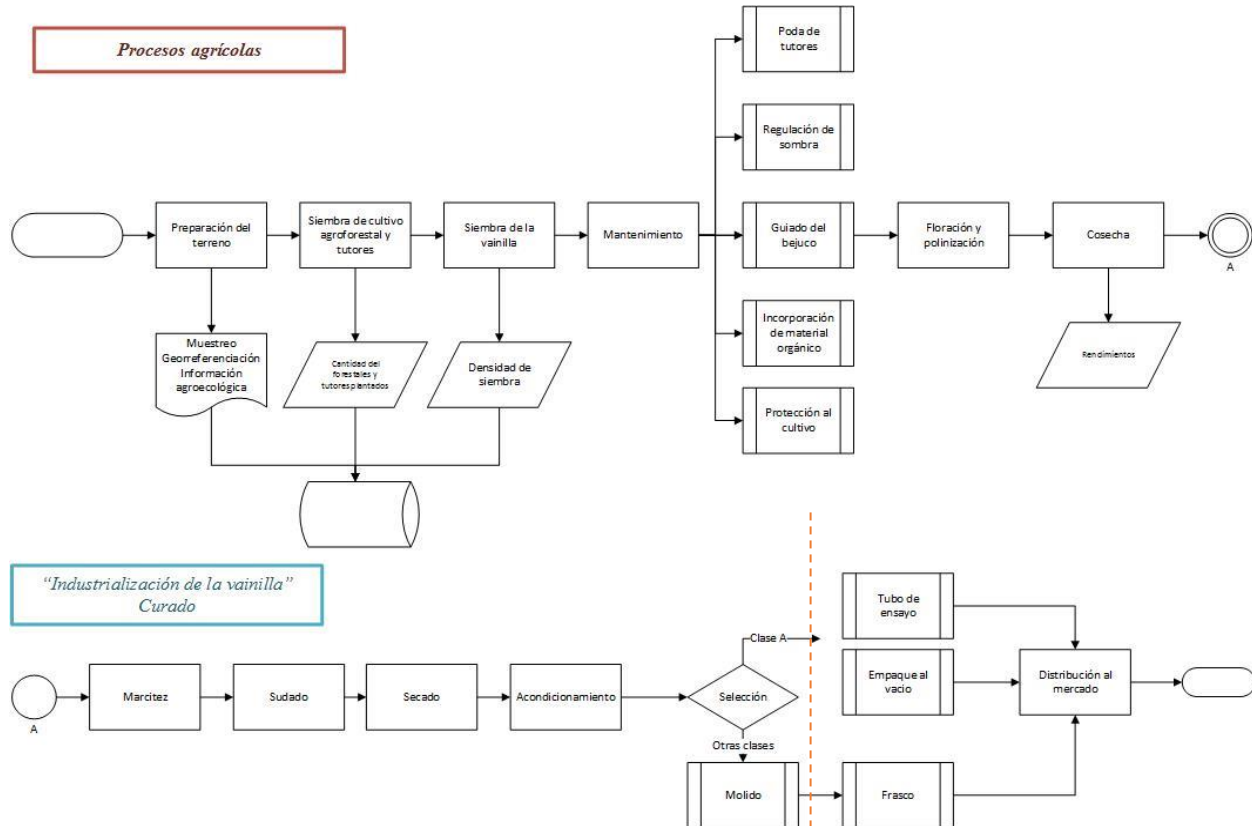 Procesos agrícolas
Poda de
tutores
Regulación de
sombra
Preparación del
terreno
Siembra de cultivo
agroforestal y
tutores
Siembra de la
vainilla
Mantenimiento
Guiado del
bejuco
Floración y
polinización
Cosecha
A
Muestreo
Georreferenciación
Información
agroecológica
Cantidad del
forestales y
tutores plantados
Densidad de
siembra
Incorporación
de material
orgánico
Rendimientos
Protección al
cultivo
“Industrialización de la vainilla”
Curado
Tubo de
ensayo
Clase A
Marcitez
Sudado
Secado
Acondicionamiento
Selección
Empaque al
vacio
Distribución al
mercado
A
Otras clases
Molido
Frasco